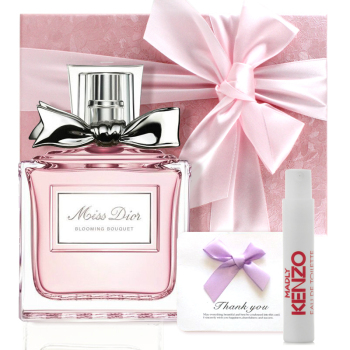 Miss Dior
BLOOMING BOUQUET
Thank you
MADLY
KENZO
EAU DE TOILETTE